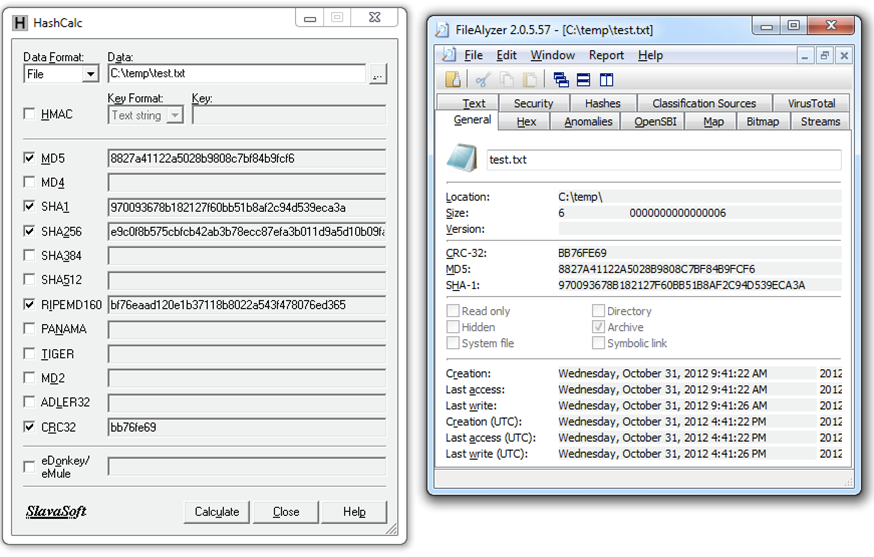 HashCalc
Data Format: Data:
File C:\temp\test.txt ...
Key Format: Key:
HMAC Text string
MD5 8827a41122a5028b9808c7bf84b9fcf6
MD4
SHA1 970093678b182127f60bb51b8af2c94d539eca3a
SHA256 e9c0f8b575cbfcb42ab3b78ecc87efa3b011d9a5d10b09fa
SHA384
SHA512
RIPEMD160 bf76eaad120e1b37118b8022a543f478076ed365
PANAMA
TIGER
MD2
ADLER32
CRC32 bb76fe69
eDonkey/
eMule
SlavaSoft Calculate Close Help
FileAlyzer 2.0.5.57 - [C:\temp\test.txt]
File Edit Window Report Help
Text Security Hashes Classification Sources VirusTotal
General Hex Anomalies OpenSBI Map Bitmap Streams
test.txt
Location: C:\temp\
Size: 6 0000000000000006
Version:
CRC-32: BB76FE69
MD5: 8827A41122A5028B9808C7BF84B9FCF6
SHA-1: 970093678B182127F60BB51B8AF2C94D539ECA3A
Read only Directory
Hidden Archive
System file Symbolic link
Creation: Wednesday, October 31, 2012 9:41:22 AM 2012
Last access: Wednesday, October 31, 2012 9:41:22 AM 2012
Last write: Wednesday, October 31, 2012 9:41:26 AM 2012
Creation (UTC): Wednesday, October 31, 2012 4:41:22 PM 2012
Last access (UTC): Wednesday, October 31, 2012 4:41:22 PM 2012
Last write (UTC): Wednesday, October 31, 2012 4:41:26 PM 2012